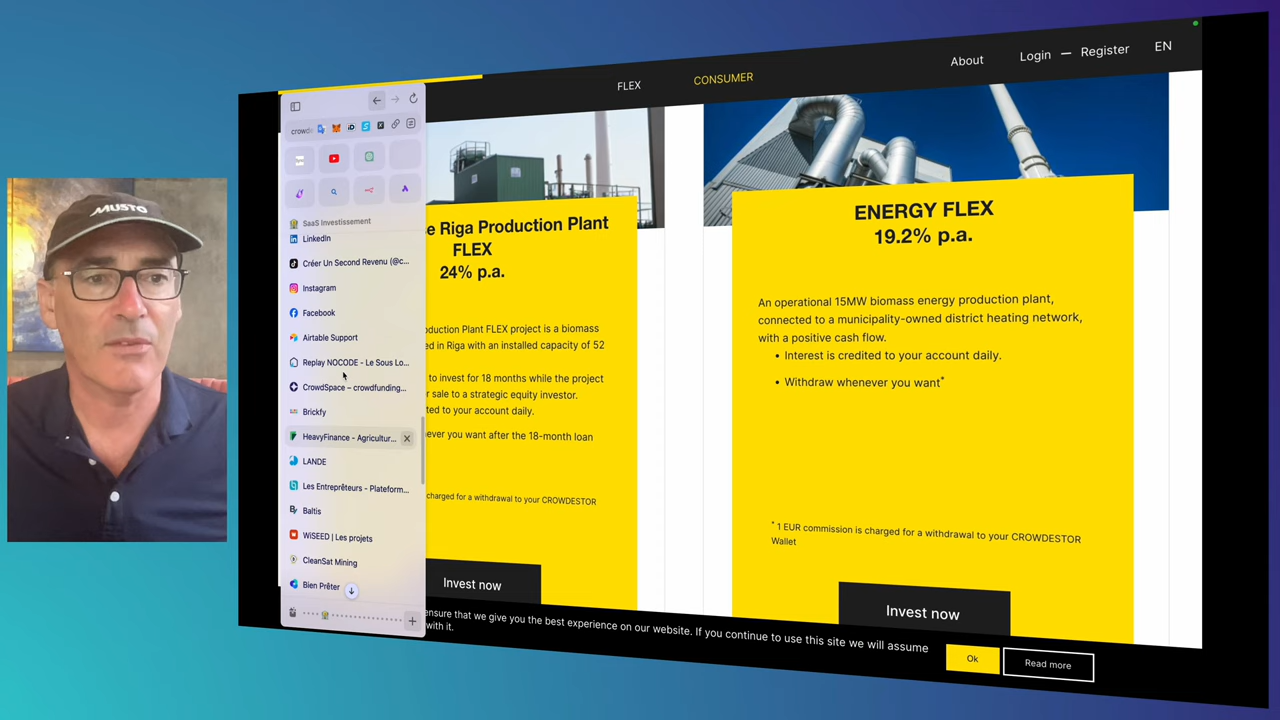 MUSTO
crowd
SaaS Investissement
LinkedIn
Créer Un Second Revenu (@c...
Instagram
Facebook
Airtable Support
Replay NOCODE - Le Sous Lo...
CrowdSpace – crowdfunding...
Brickfy
HeavyFinance - Agricultur...
LANDE
Les Entreprêteurs - Plateform...
Baltis
WiSEED | Les projets
CleanSat Mining
Bien Prêter
FLEX
CONSUMER
About
Login — Register
EN
e Riga Production Plant
FLEX
24% p.a.
duction Plant FLEX project is a biomass
ed in Riga with an installed capacity of 52
to invest for 18 months while the project
r sale to a strategic equity investor.
ted to your account daily.
ever you want after the 18-month loan
charged for a withdrawal to your CROWDESTOR
Invest now
ENERGY FLEX
19.2% p.a.
An operational 15MW biomass energy production plant,
connected to a municipality-owned district heating network,
with a positive cash flow.
• Interest is credited to your account daily.
• Withdraw whenever you want*
* 1 EUR commission is charged for a withdrawal to your CROWDESTOR
Wallet
Invest now
ensure that we give you the best experience on our website. If you continue to use this site we will assume
with it.
Ok
Read more